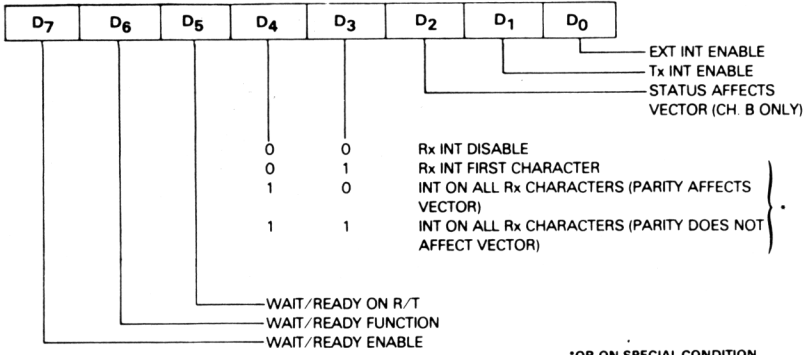 D7 D6 D5 D4 D3 D2 D1 D0
EXT INT ENABLE
Tx INT ENABLE
STATUS AFFECTS
VECTOR (CH. B ONLY)
0 0 Rx INT DISABLE
0 1 Rx INT FIRST CHARACTER
1 0 INT ON ALL Rx CHARACTERS (PARITY AFFECTS
VECTOR)
1 1 INT ON ALL Rx CHARACTERS (PARITY DOES NOT
AFFECT VECTOR)
*
WAIT/READY ON R/T
WAIT/READY FUNCTION
WAIT/READY ENABLE
*OR ON SPECIAL CONDITION